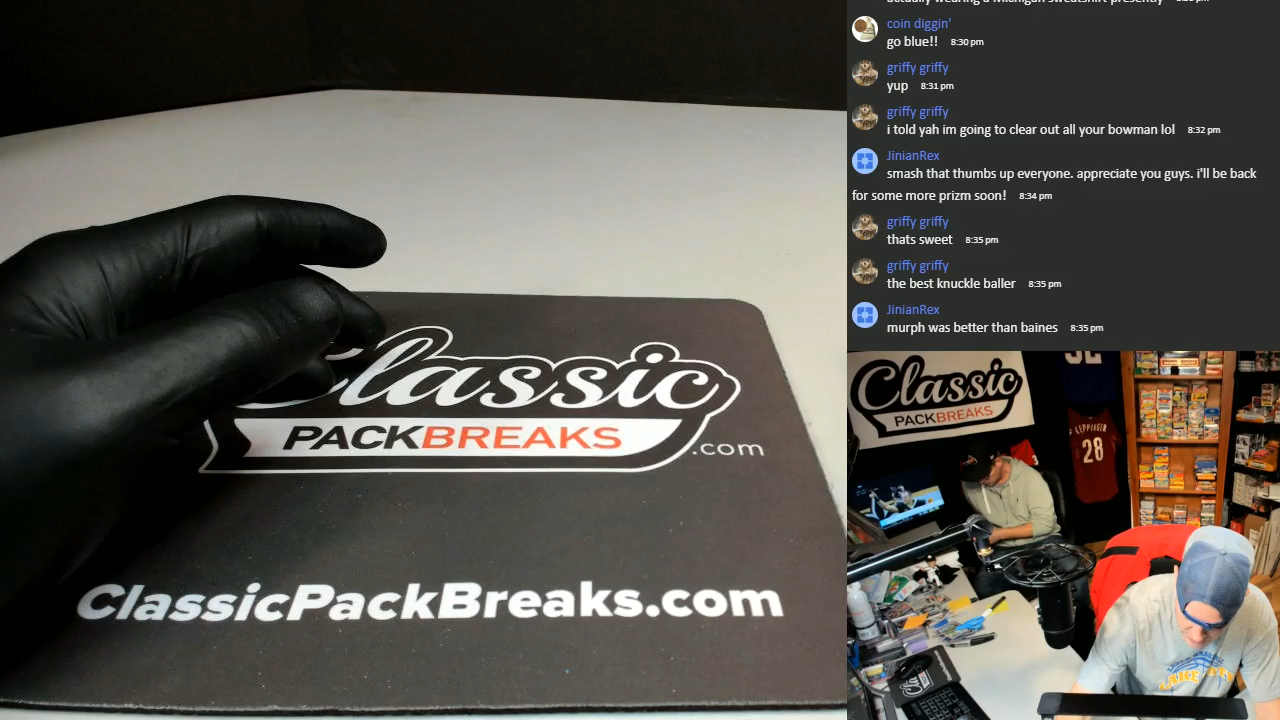 coin diggin'
go blue!! 8:30 pm
griffy griffy
yup 8:31 pm
griffy griffy
i told yah im going to clear out all your bowman lol 8:32 pm
JinianRex
smash that thumbs up everyone. appreciate you guys. i'll be back
for some more prizm soon! 8:34 pm
griffy griffy
thats sweet 8:35 pm
griffy griffy
the best knuckle baller 8:35 pm
JinianRex
murph was better than baines 8:35 pm
Classic
PACKBREAKS
.com
ClassicPackBreaks.com
Classic
PACKBREAKS
LEPPINGER
28